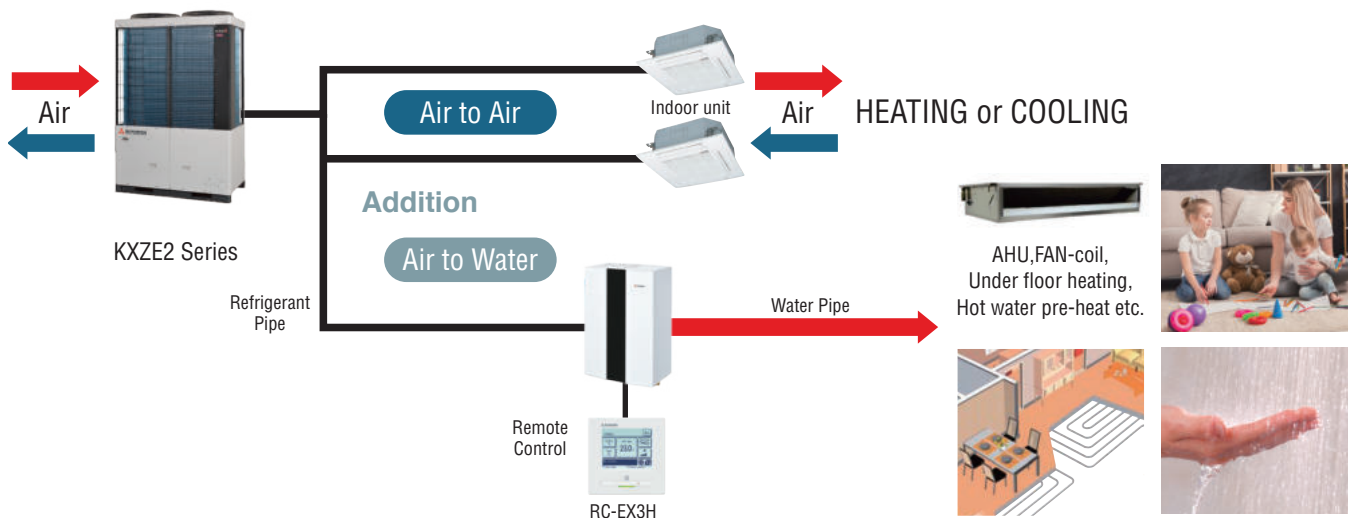 Air
Air to Air
Indoor unit
Air
HEATING or COOLING
Addition
KXZE2 Series
Air to Water
AHU,FAN-coil,
Under floor heating,
Hot water pre-heat etc.
Refrigerant
Pipe
Water Pipe
Remote
Control
RC-EX3H